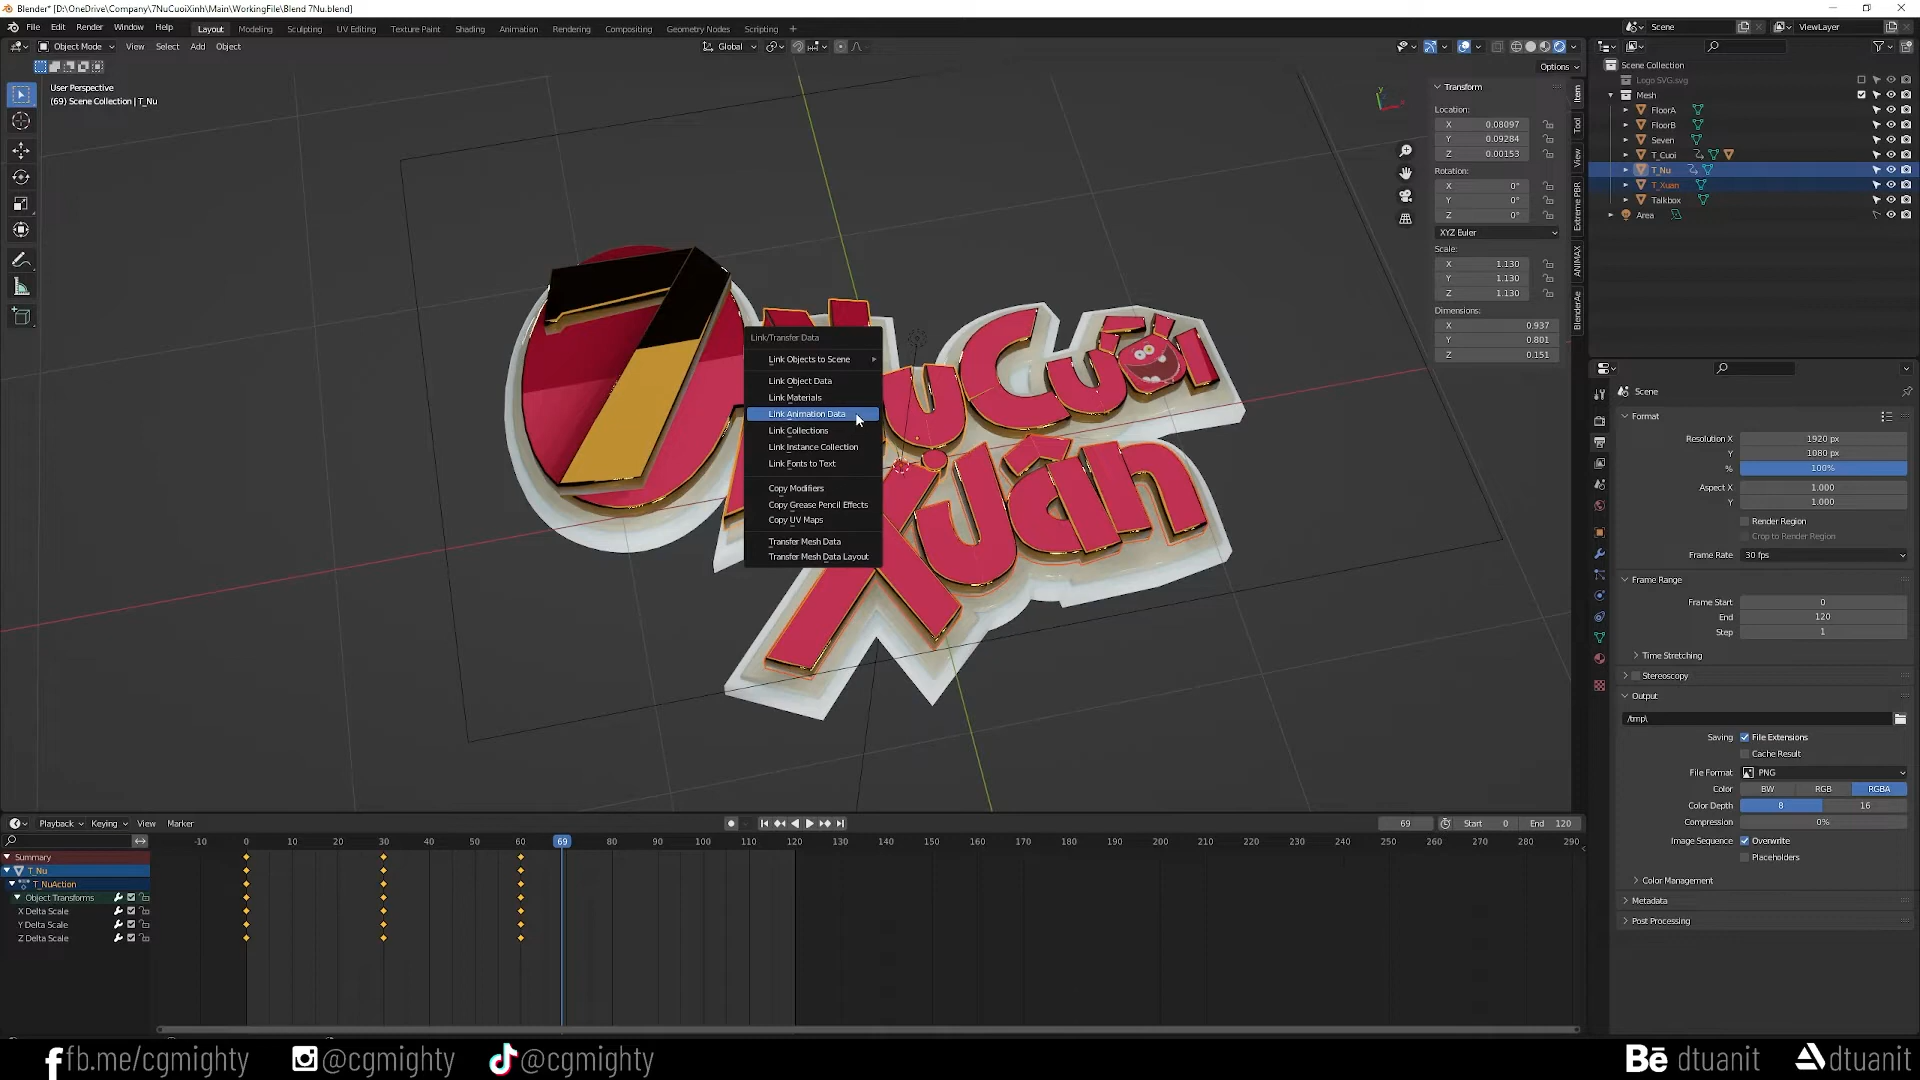 Blender* [D:\OneDrive\Company\7NuCuoiXinh\Main\WorkingFile\Blend 7Nu.blend]
File Edit Render Window Help Layout Modeling Sculpting UV Editing Texture Paint Shading Animation Rendering Compositing Geometry Nodes Scripting + Scene ViewLayer
Object Mode View Select Add Object Global
Options
User Perspective
(69) Scene Collection | T_Nu
Transform
Location:
X 0.08097
Y 0.09284
Z 0.00153
Rotation:
X 0°
Y 0°
Z 0°
XYZ Euler
Scale:
X 1.130
Y 1.130
Z 1.130
Dimensions:
X 0.937
Y 0.801
Z 0.151
Item
Tool
View
Extreme PBR
ANIMAX
BlenderAe
Scene Collection
Logo SVG.svg
Mesh
FloorA
FloorB
Seven
T_Cuoi
T_Nu
T_Xuan
Talkbox
Area
7
Cười
Xuân
Link/Transfer Data
Link Objects to Scene
Link Object Data
Link Materials
Link Animation Data
Link Collections
Link Instance Collection
Link Fonts to Text
Copy Modifiers
Copy Grease Pencil Effects
Copy UV Maps
Transfer Mesh Data
Transfer Mesh Data Layout
Scene
Format
Resolution X 1920 px
Y 1080 px
% 100%
Aspect X 1.000
Y 1.000
Render Region
Crop to Render Region
Frame Rate 30 fps
Frame Range
Frame Start 0
End 120
Step 1
Time Stretching
Stereoscopy
Output
/tmp\
Saving File Extensions
Cache Result
File Format PNG
Color BW RGB RGBA
Color Depth 8 16
Compression 0%
Image Sequence Overwrite
Placeholders
Color Management
Metadata
Post Processing
Playback Keying View Marker 69 Start 0 End 120
-10 0 10 20 30 40 50 60 69 80 90 100 110 120 130 140 150 160 170 180 190 200 210 220 230 240 250 260 270 280 290
Summary
T_Nu
T_NuAction
Object Transforms
X Delta Scale
Y Delta Scale
Z Delta Scale
fb.me/cgmighty @cgmighty @cgmighty Bē dtuanit dtuanit